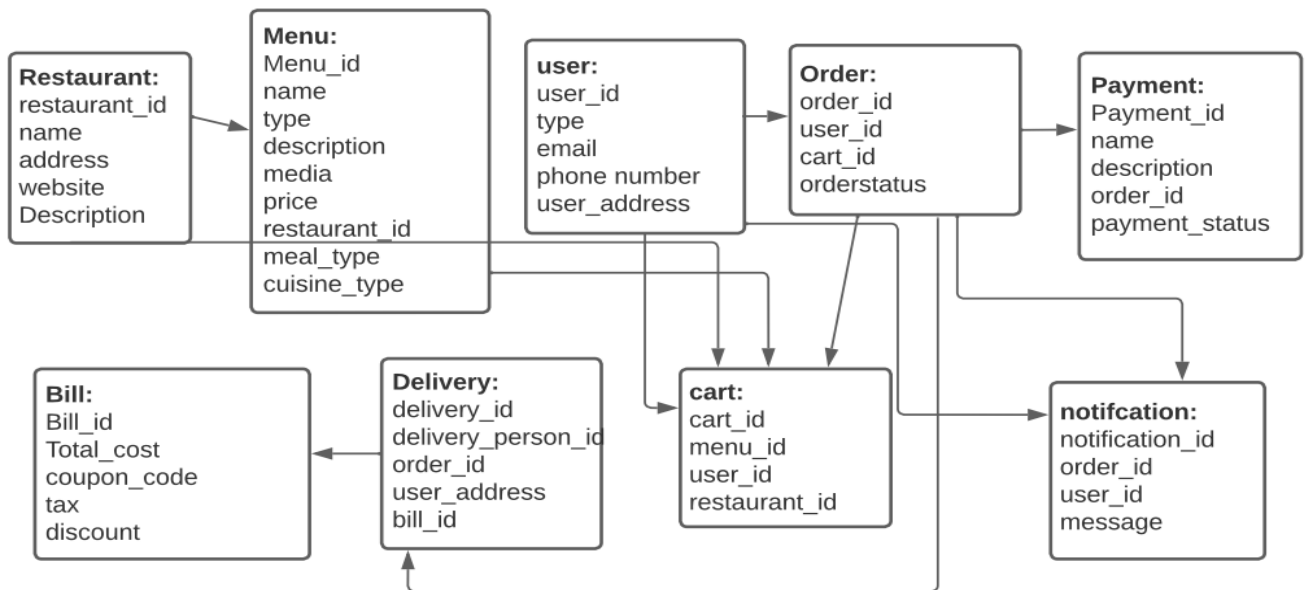 Restaurant:
restaurant_id
name
address
website
Description
Menu:
Menu_id
name
type
description
media
price
restaurant_id
meal_type
cuisine_type
user:
user_id
type
email
phone number
user_address
Order:
order_id
user_id
cart_id
orderstatus
Payment:
Payment_id
name
description
order_id
payment_status
Bill:
Bill_id
Total_cost
coupon_code
tax
discount
Delivery:
delivery_id
delivery_person_id
order_id
user_address
bill_id
cart:
cart_id
menu_id
user_id
restaurant_id
notifcation:
notification_id
order_id
user_id
message